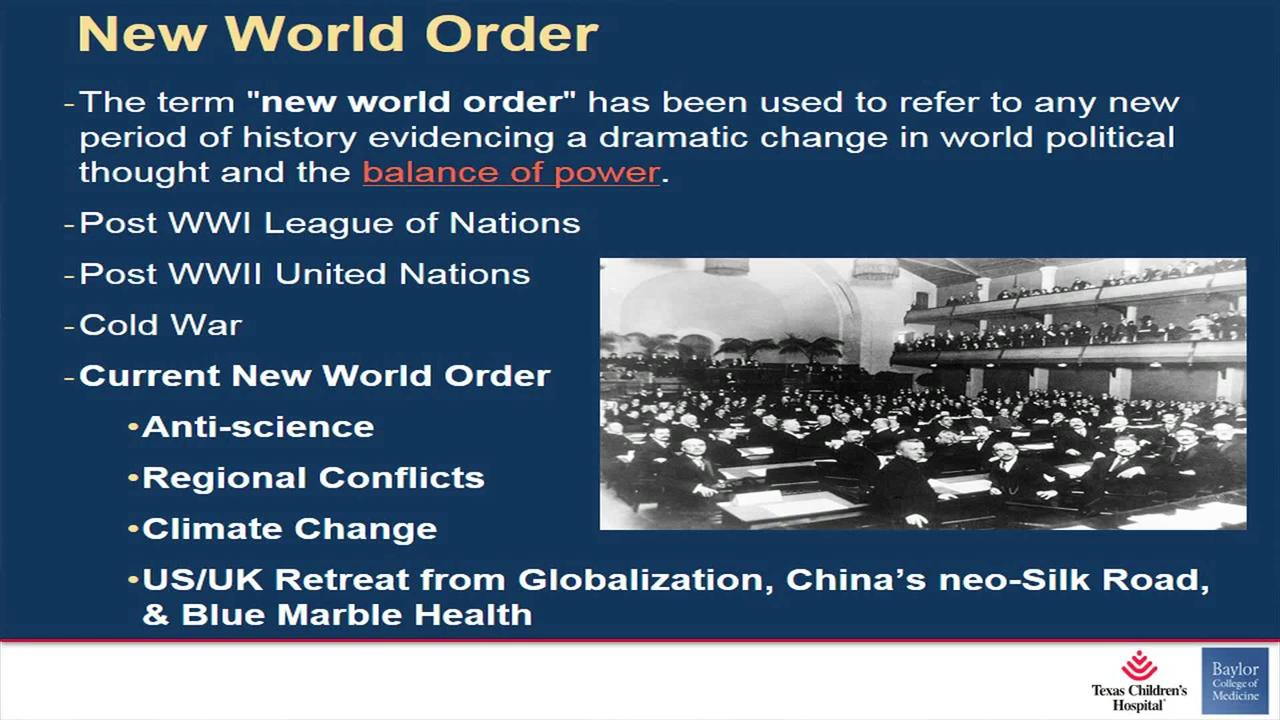 New World Order
-The term "new world order" has been used to refer to any new
period of history evidencing a dramatic change in world political
thought and the balance of power.
-Post WWI League of Nations
-Post WWII United Nations
-Cold War
-Current New World Order
•Anti-science
•Regional Conflicts
•Climate Change
•US/UK Retreat from Globalization, China’s neo-Silk Road,
& Blue Marble Health
Texas Children's
Hospital
Baylor
College of
Medicine